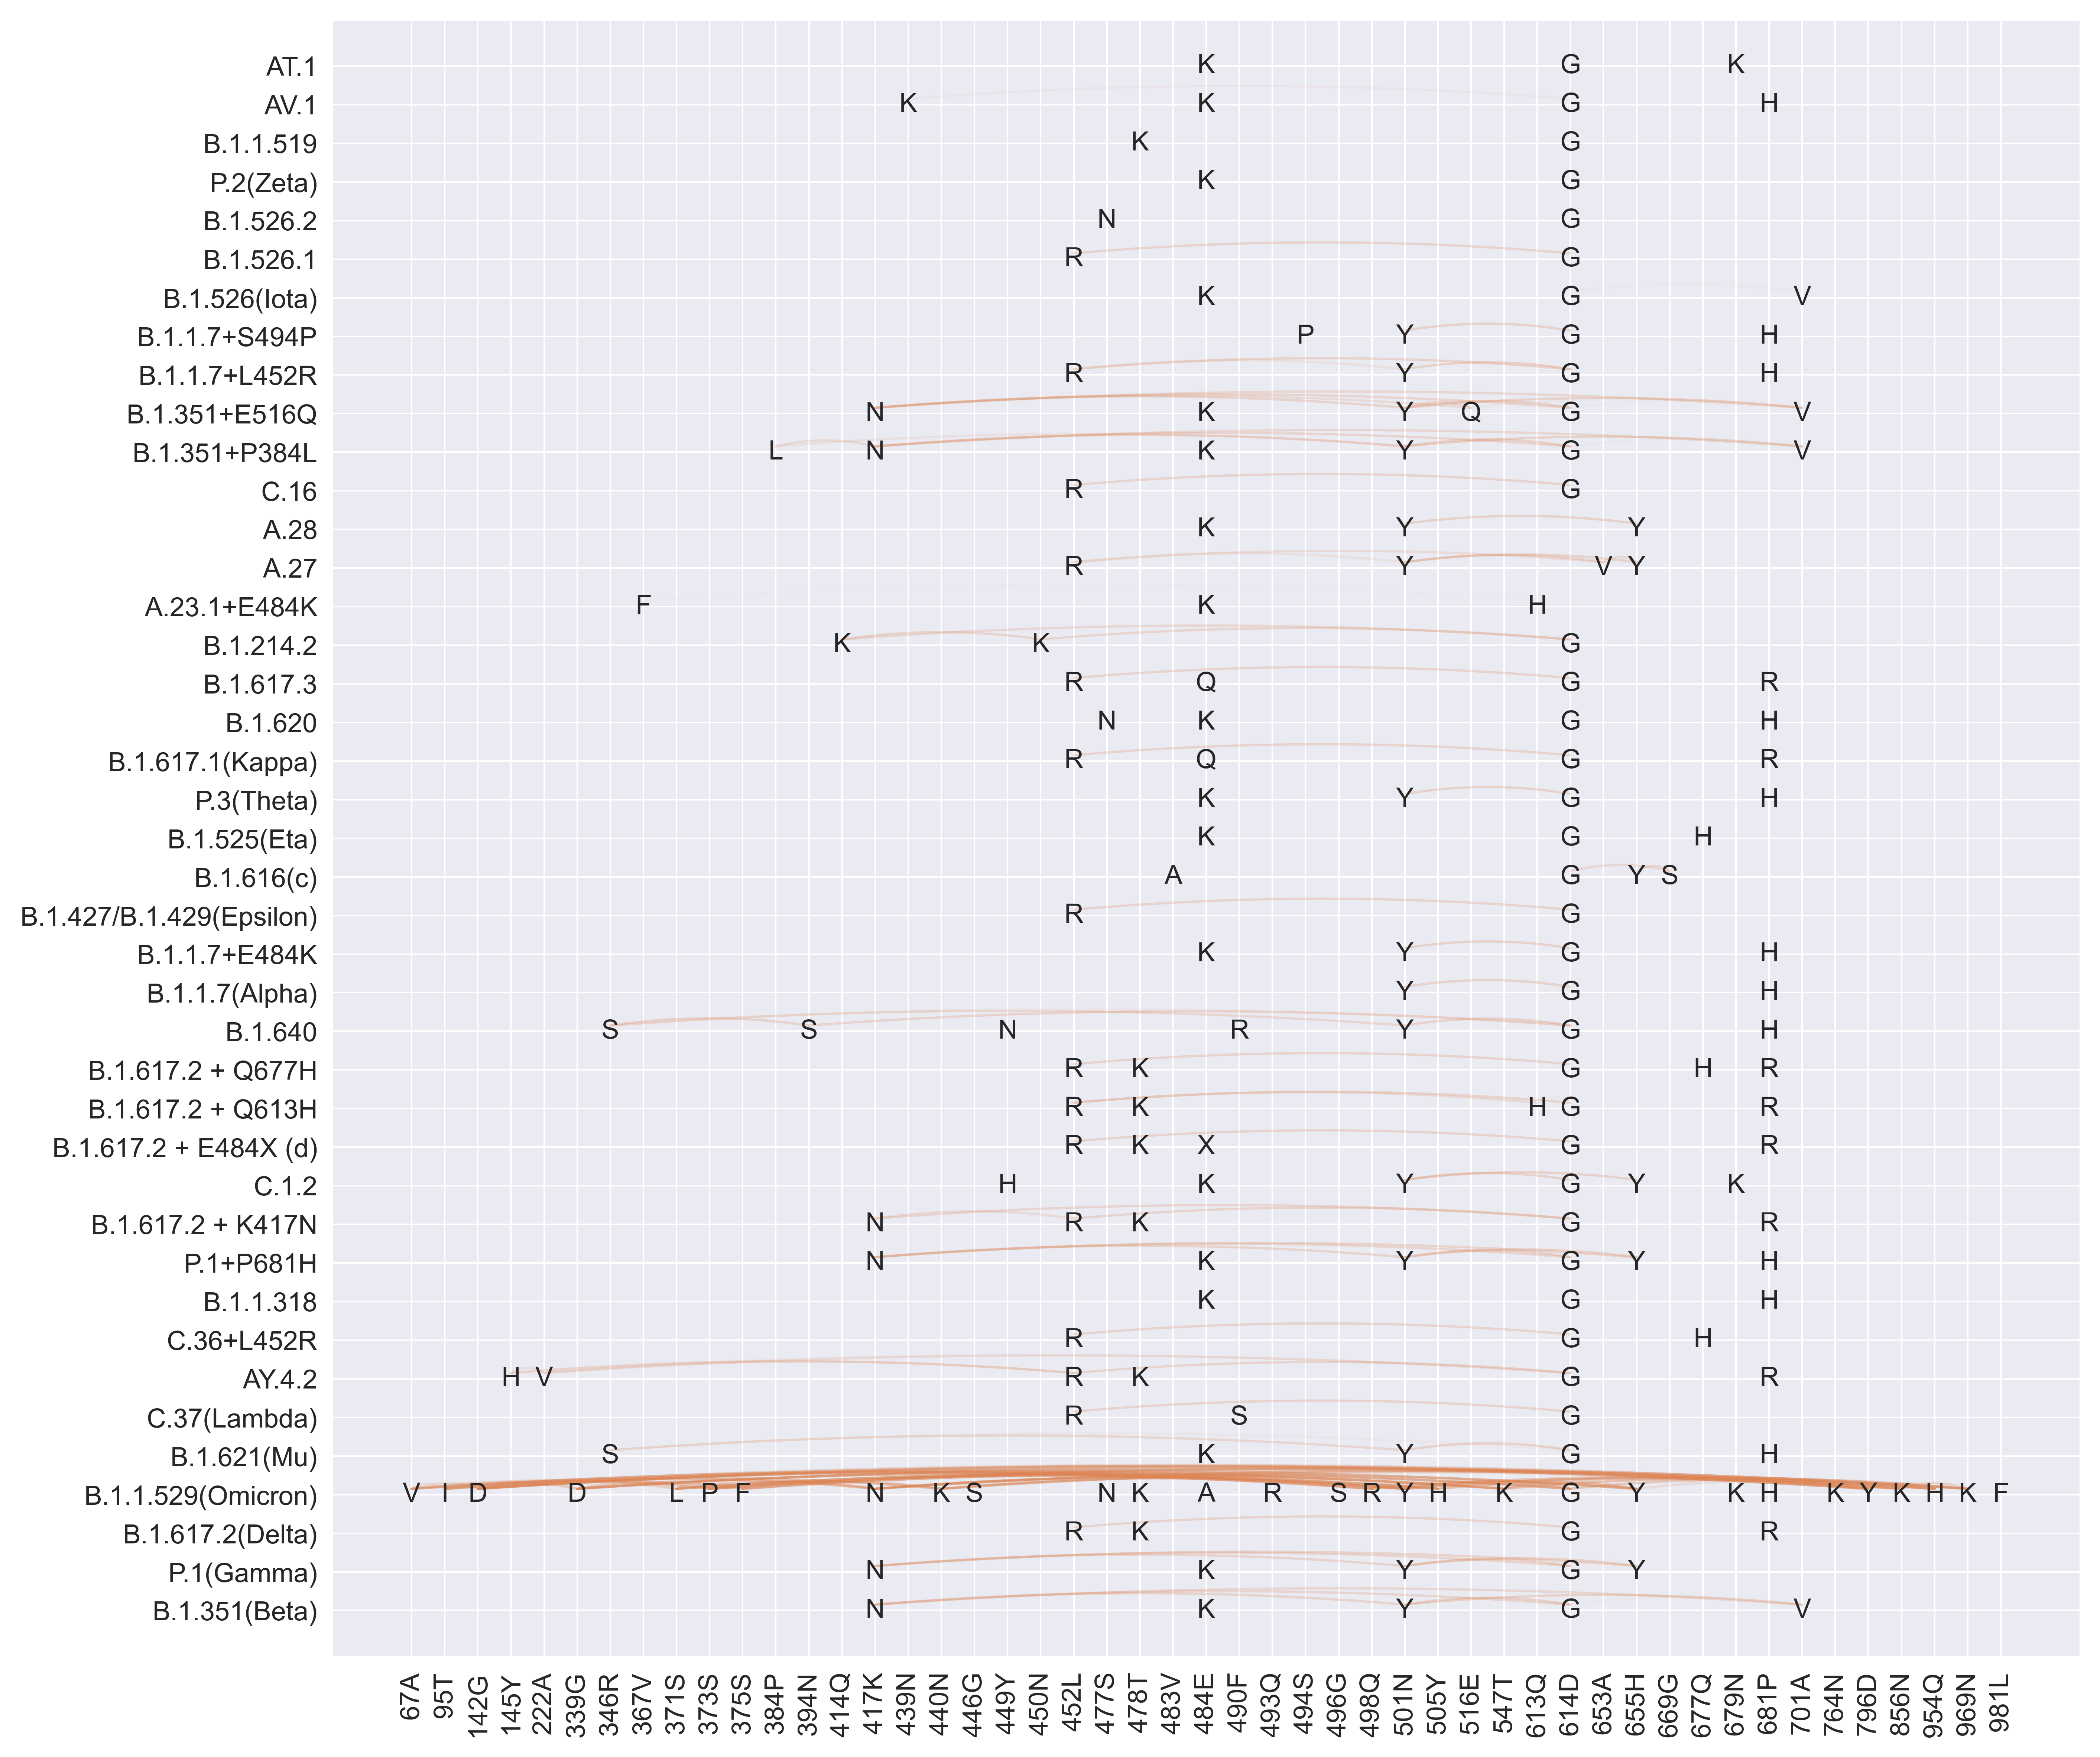 AT.1 K G K
AV.1 K K G H
B.1.1.519 K G
P.2(Zeta) K G
B.1.526.2 N G
B.1.526.1 R G
B.1.526(Iota) K G V
B.1.1.7+S494P P Y G H
B.1.1.7+L452R R Y G H
B.1.351+E516Q N K Y Q G V
B.1.351+P384L L N K Y G V
C.16 R G
A.28 K Y Y
A.27 R Y V Y
A.23.1+E484K F K H
B.1.214.2 K K G
B.1.617.3 R Q G R
B.1.620 N K G H
B.1.617.1(Kappa) R Q G R
P.3(Theta) K Y G H
B.1.525(Eta) K G H
B.1.616(c) A G Y S
B.1.427/B.1.429(Epsilon) R G
B.1.1.7+E484K K Y G H
B.1.1.7(Alpha) Y G H
B.1.640 S S N R Y G H
B.1.617.2 + Q677H R K G H R
B.1.617.2 + Q613H R K H G R
B.1.617.2 + E484X (d) R K X G R
C.1.2 H K Y G Y K
B.1.617.2 + K417N N R K G R
P.1+P681H N K Y G Y H
B.1.1.318 K G H
C.36+L452R R G H
AY.4.2 H V R K G R
C.37(Lambda) R S G
B.1.621(Mu) S K Y G H
B.1.1.529(Omicron) V I D D L P F N K S N K A R S R Y H K G Y K H K Y K H K F
B.1.617.2(Delta) R K G R
P.1(Gamma) N K Y G Y
B.1.351(Beta) N K Y G V
67A 95T 142G 145Y 222A 339G 346R 367V 371S 373S 375S 384P 394N 414Q 417K 439N 440N 446G 449Y 450N 452L 477S 478T 483V 484E 490F 493Q 494S 496G 498Q 501N 505Y 516E 547T 613Q 614D 653A 655H 669G 677Q 679N 681P 701A 764N 796D 856N 954Q 969N 981L